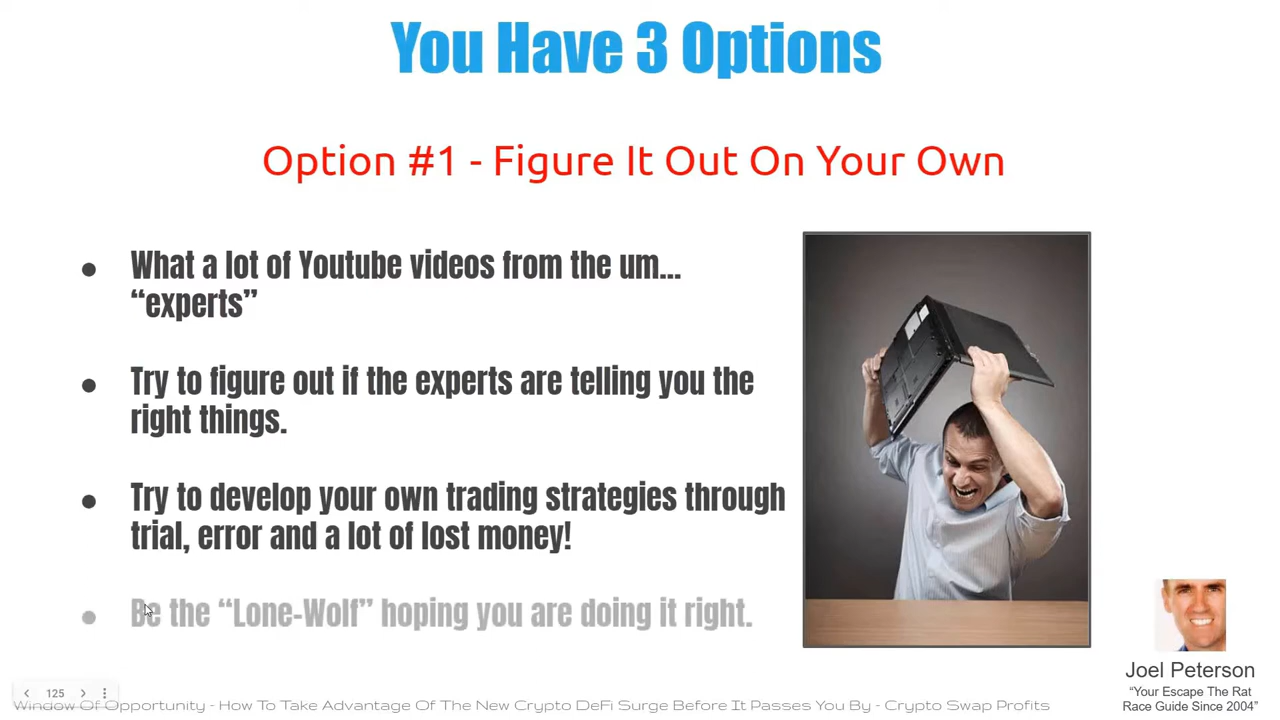 You Have 3 Options
Option #1 - Figure It Out On Your Own
● What a lot of Youtube videos from the um...
“experts”
● Try to figure out if the experts are telling you the
right things.
● Try to develop your own trading strategies through
trial, error and a lot of lost money!
● Be the “Lone-Wolf” hoping you are doing it right.
Joel Peterson
“Your Escape The Rat
Race Guide Since 2004”
125
Window Of Opportunity - How To Take Advantage Of The New Crypto DeFi Surge Before It Passes You By - Crypto Swap Profits